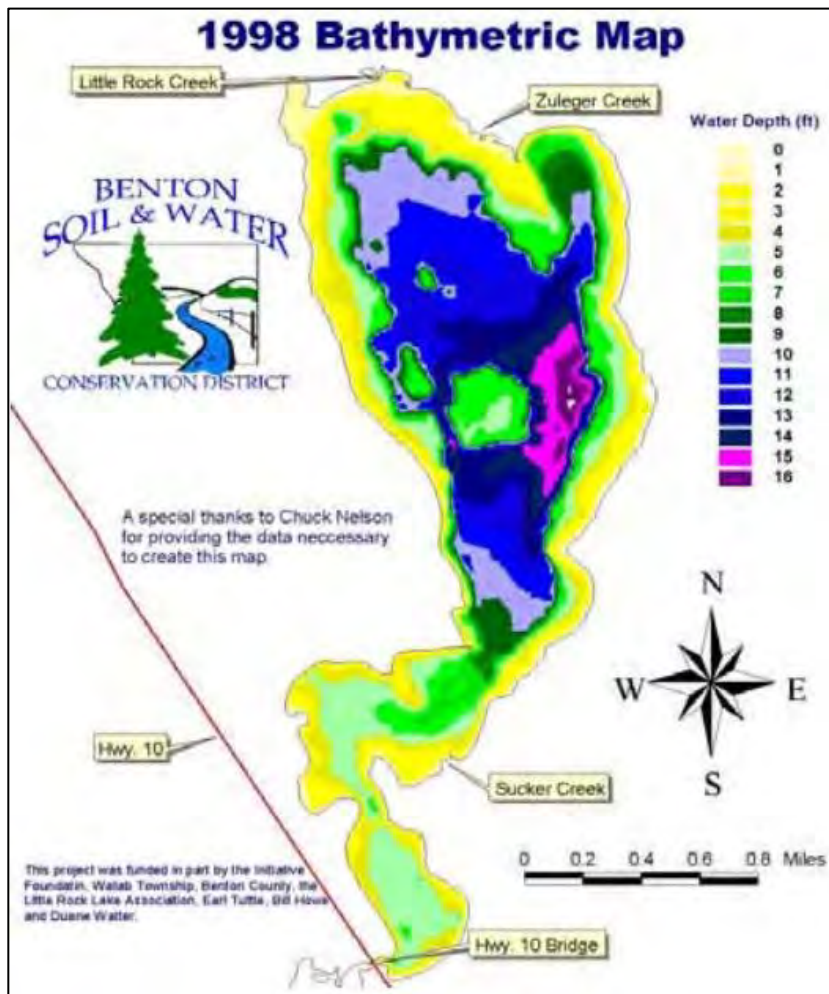 1998 Bathymetric Map
Little Rock Creek
Zuleger Creek
Water Depth (ft)
0
1
2
3
4
5
6
7
8
9
10
11
12
13
14
15
16
BENTON
SOIL & WATER
CONSERVATION DISTRICT
A special thanks to Chuck Nelson
for providing the data neccessary
to create this map
N
W E
S
Hwy. 10
Sucker Creek
0 0.2 0.4 0.6 0.8 Miles
This project was funded in part by the Initiative
Foundatin, Watab Township, Benton County, the
Little Rock Lake Association, Earl Tuttle, Bill Howe
and Duane Walter.
Hwy. 10 Bridge